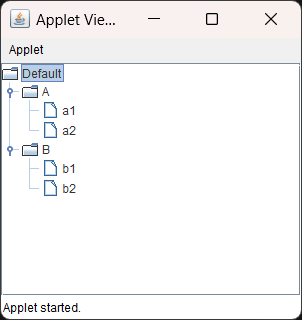 Applet Vie...
Applet
Default
A
a1
a2
B
b1
b2
Applet started.